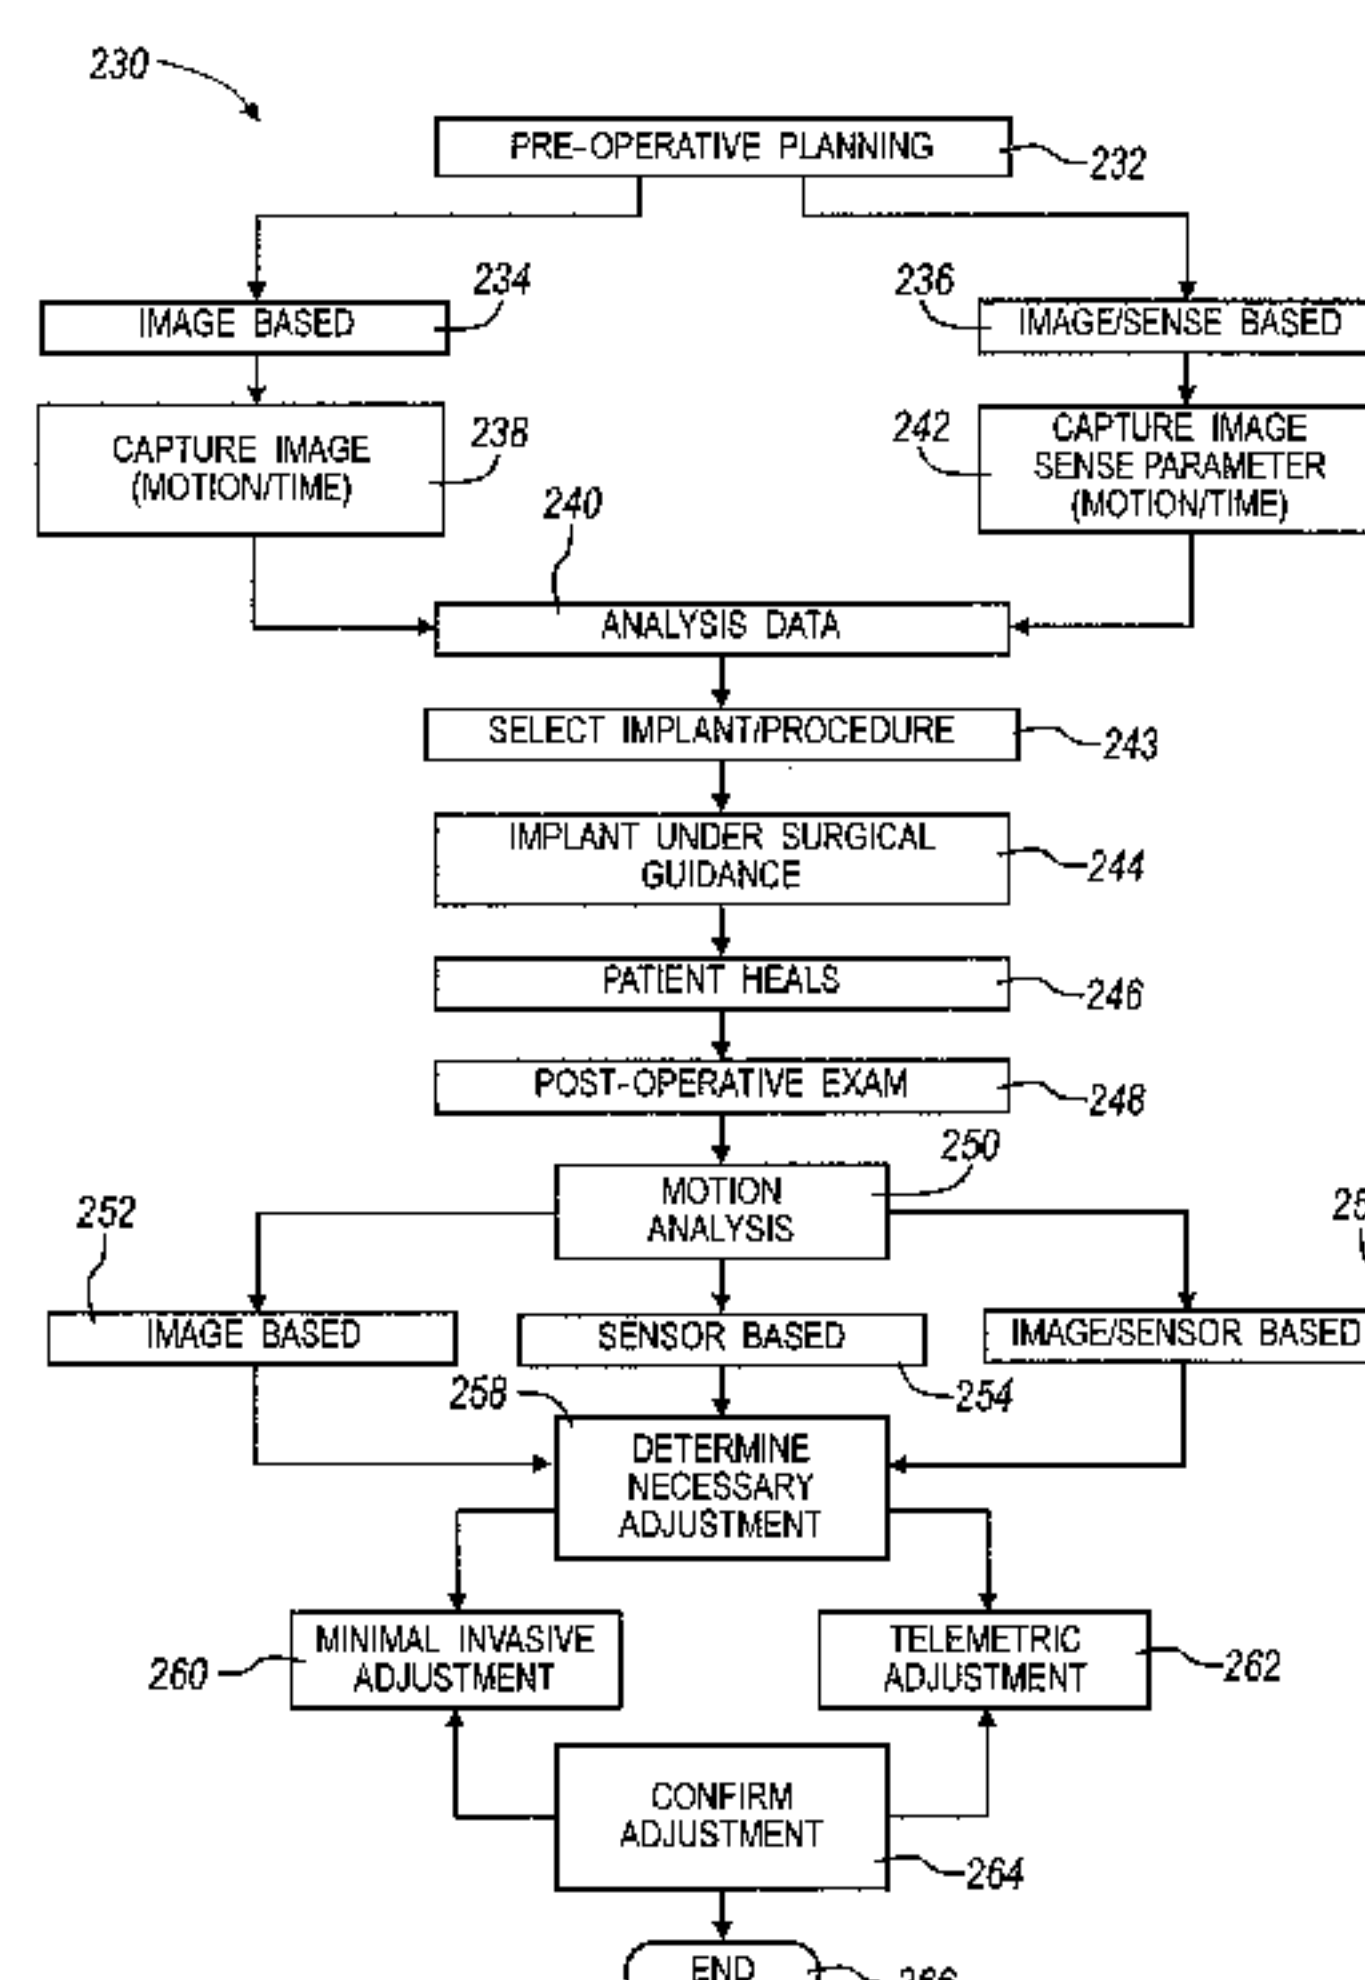 230
PRE-OPERATIVE PLANNING
232
234
236
IMAGE BASED
IMAGE/SENSE BASED
238
242
CAPTURE IMAGE
(MOTION/TIME)
CAPTURE IMAGE
SENSE PARAMETER
(MOTION/TIME)
240
ANALYSIS DATA
SELECT IMPLANT/PROCEDURE
243
IMPLANT UNDER SURGICAL
GUIDANCE
244
PATIENT HEALS
246
POST-OPERATIVE EXAM
248
250
MOTION
ANALYSIS
252
IMAGE BASED
SENSOR BASED
IMAGE/SENSOR BASED
254
258
DETERMINE
NECESSARY
ADJUSTMENT
MINIMAL INVASIVE
ADJUSTMENT
260
TELEMETRIC
ADJUSTMENT
262
CONFIRM
ADJUSTMENT
264
END